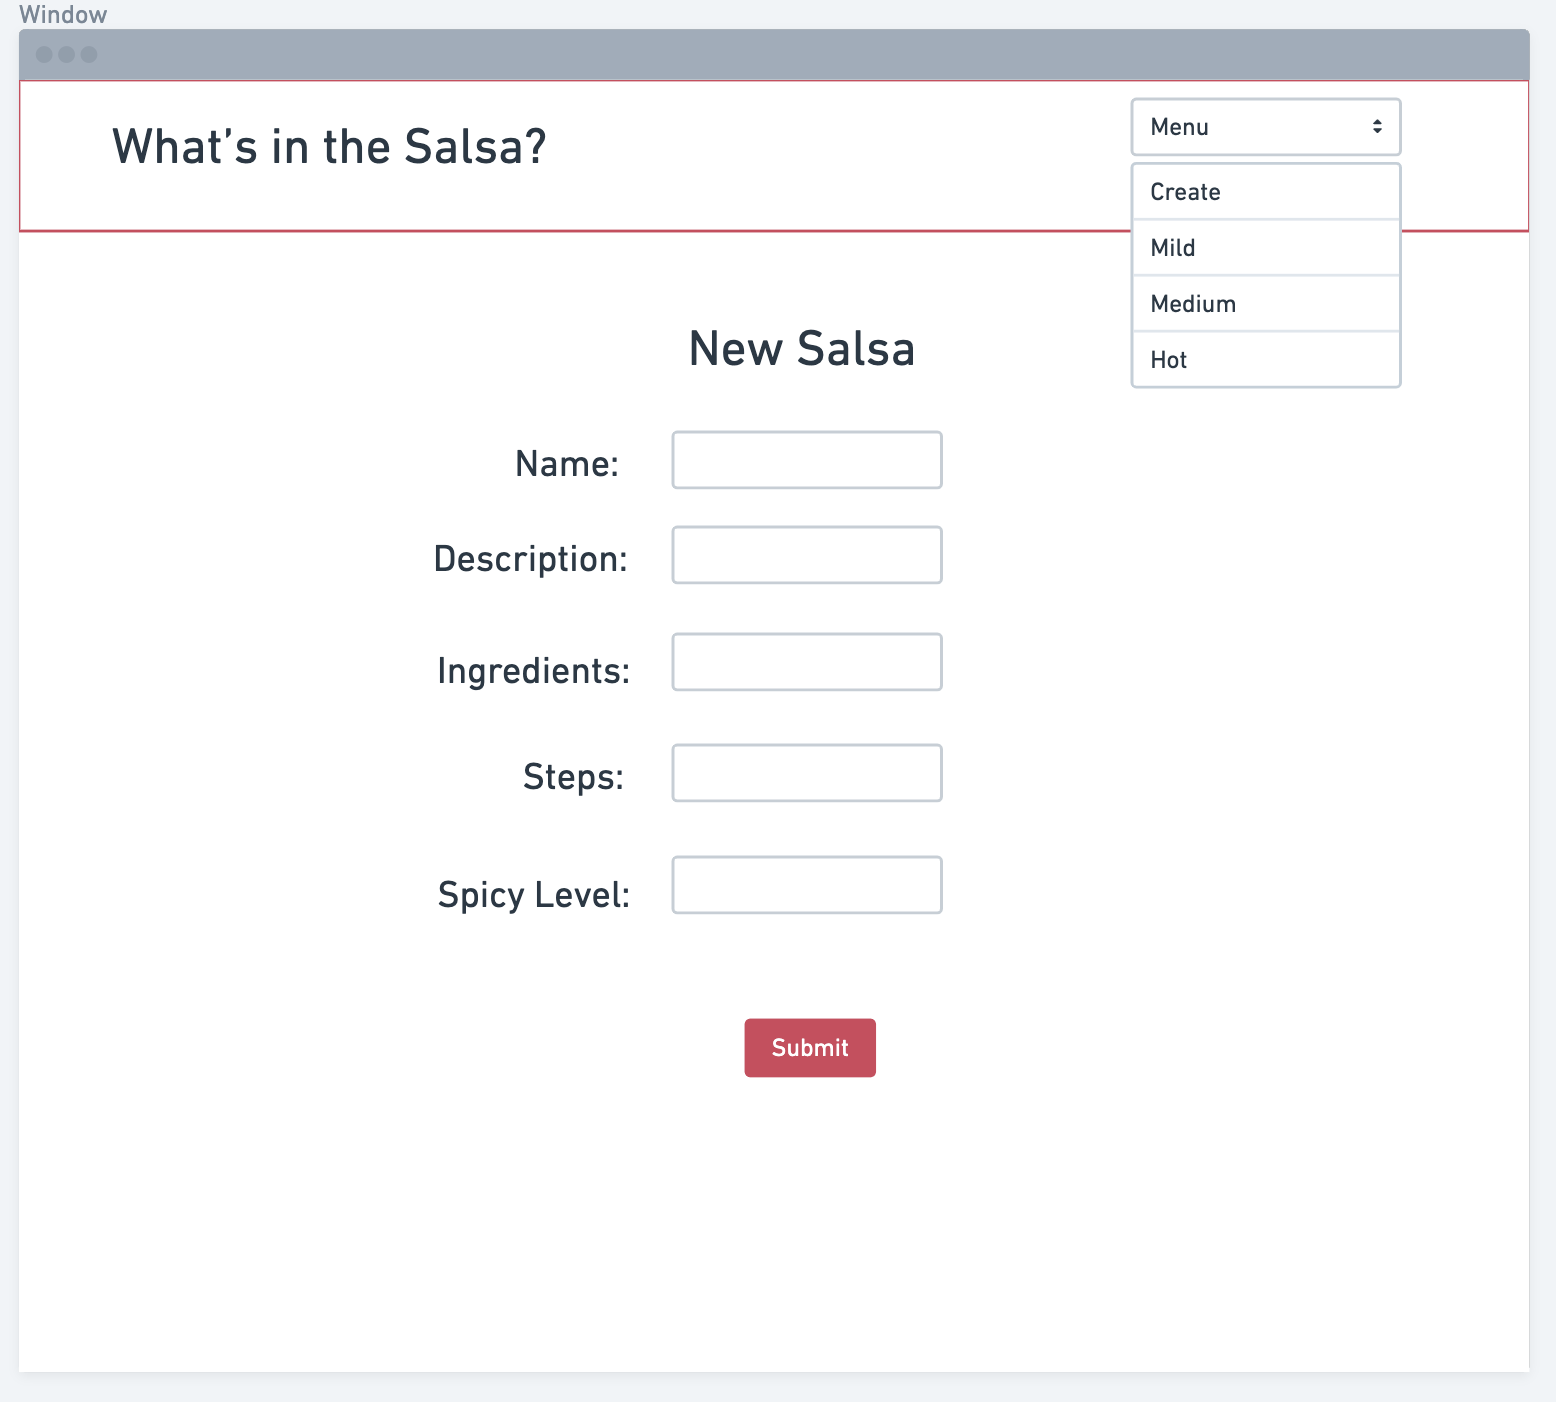 Window
What’s in the Salsa?
Menu
Create
Mild
Medium
Hot
New Salsa
Name:
Description:
Ingredients:
Steps:
Spicy Level:
Submit